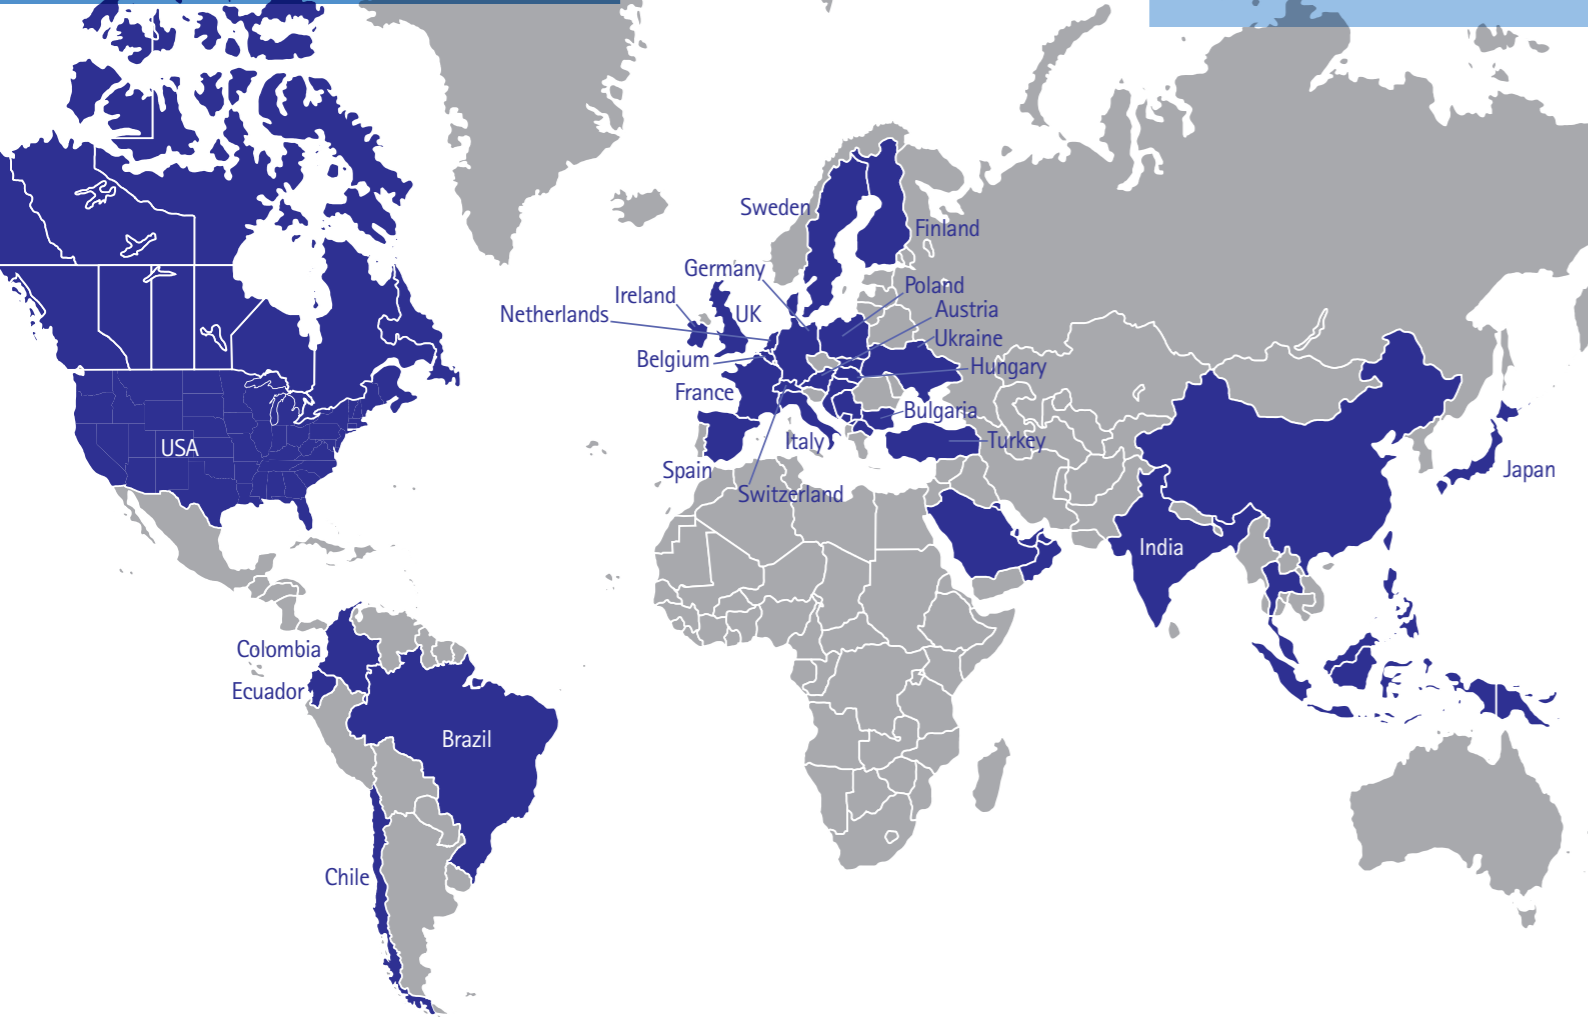 Sweden
Finland
Germany
Poland
Ireland
Austria
Netherlands
UK
Ukraine
Belgium
Hungary
France
Bulgaria
Italy
Turkey
USA
Spain
Japan
Switzerland
India
Colombia
Ecuador
Brazil
Chile